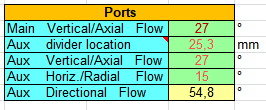 Ports
Main Vertical/Axial Flow 27 °
Aux divider location 25,3 mm
Aux Vertical/Axial Flow 27 °
Aux Horiz./Radial Flow 15 °
Aux Directional Flow 54,8 °